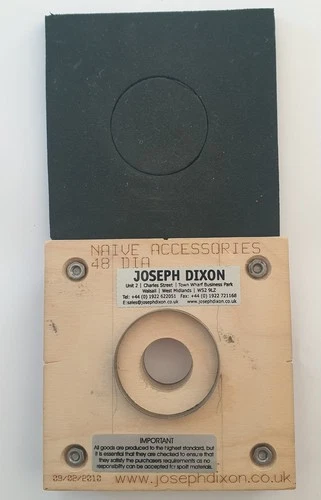 NAIVE ACCESSORIES
48 DIA
JOSEPH DIXON
Unit 2 | Charles Street | Town Wharf Business Park
Walsall | West Midlands | WS2 9LZ
Tel: +44 (0) 1922 622051 Fax: +44 (0) 1922 721168
E:sales@josephdixon.co.uk www.josephdixon.co.uk
IMPORTANT
All goods are produced to the highest standard, but
it is essential that they are checked to ensure that
they satisfy the purchasers requirements as no
responsibility can be accepted for spoilt materials.
09/02/2010 www.josephdixon.co.uk